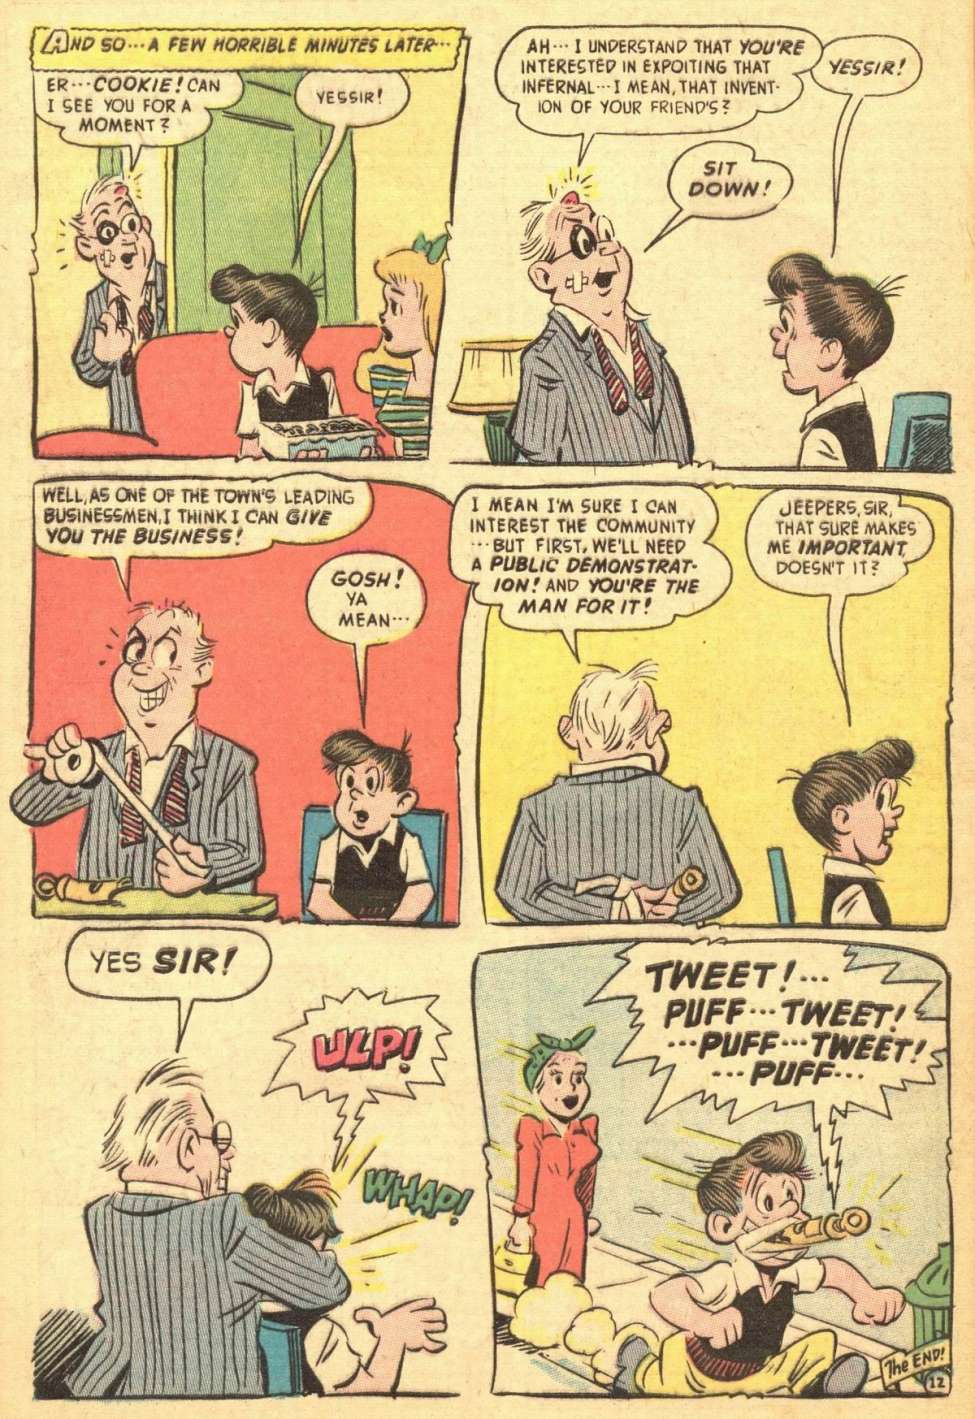 AND SO... A FEW HORRIBLE MINUTES LATER...
ER... COOKIE! CAN
I SEE YOU FOR A
MOMENT?
YESSIR!
AH... I UNDERSTAND THAT YOU'RE
INTERESTED IN EXPOITING THAT
INFERNAL... I MEAN, THAT INVENT-
ION OF YOUR FRIEND'S?
SIT
DOWN!
YESSIR!
WELL, AS ONE OF THE TOWN'S LEADING
BUSINESSMEN, I THINK I CAN GIVE
YOU THE BUSINESS!
GOSH!
YA
MEAN...
I MEAN I'M SURE I CAN
INTEREST THE COMMUNITY
...BUT FIRST, WE'LL NEED
A PUBLIC DEMONSTRAT-
ION! AND YOU'RE THE
MAN FOR IT!
JEEPERS, SIR,
THAT SURE MAKES
ME IMPORTANT,
DOESN'T IT?
YES SIR!
ULP!
WHAP!
TWEET!...
PUFF... TWEET!
...PUFF...TWEET!
...PUFF...
The END!
12